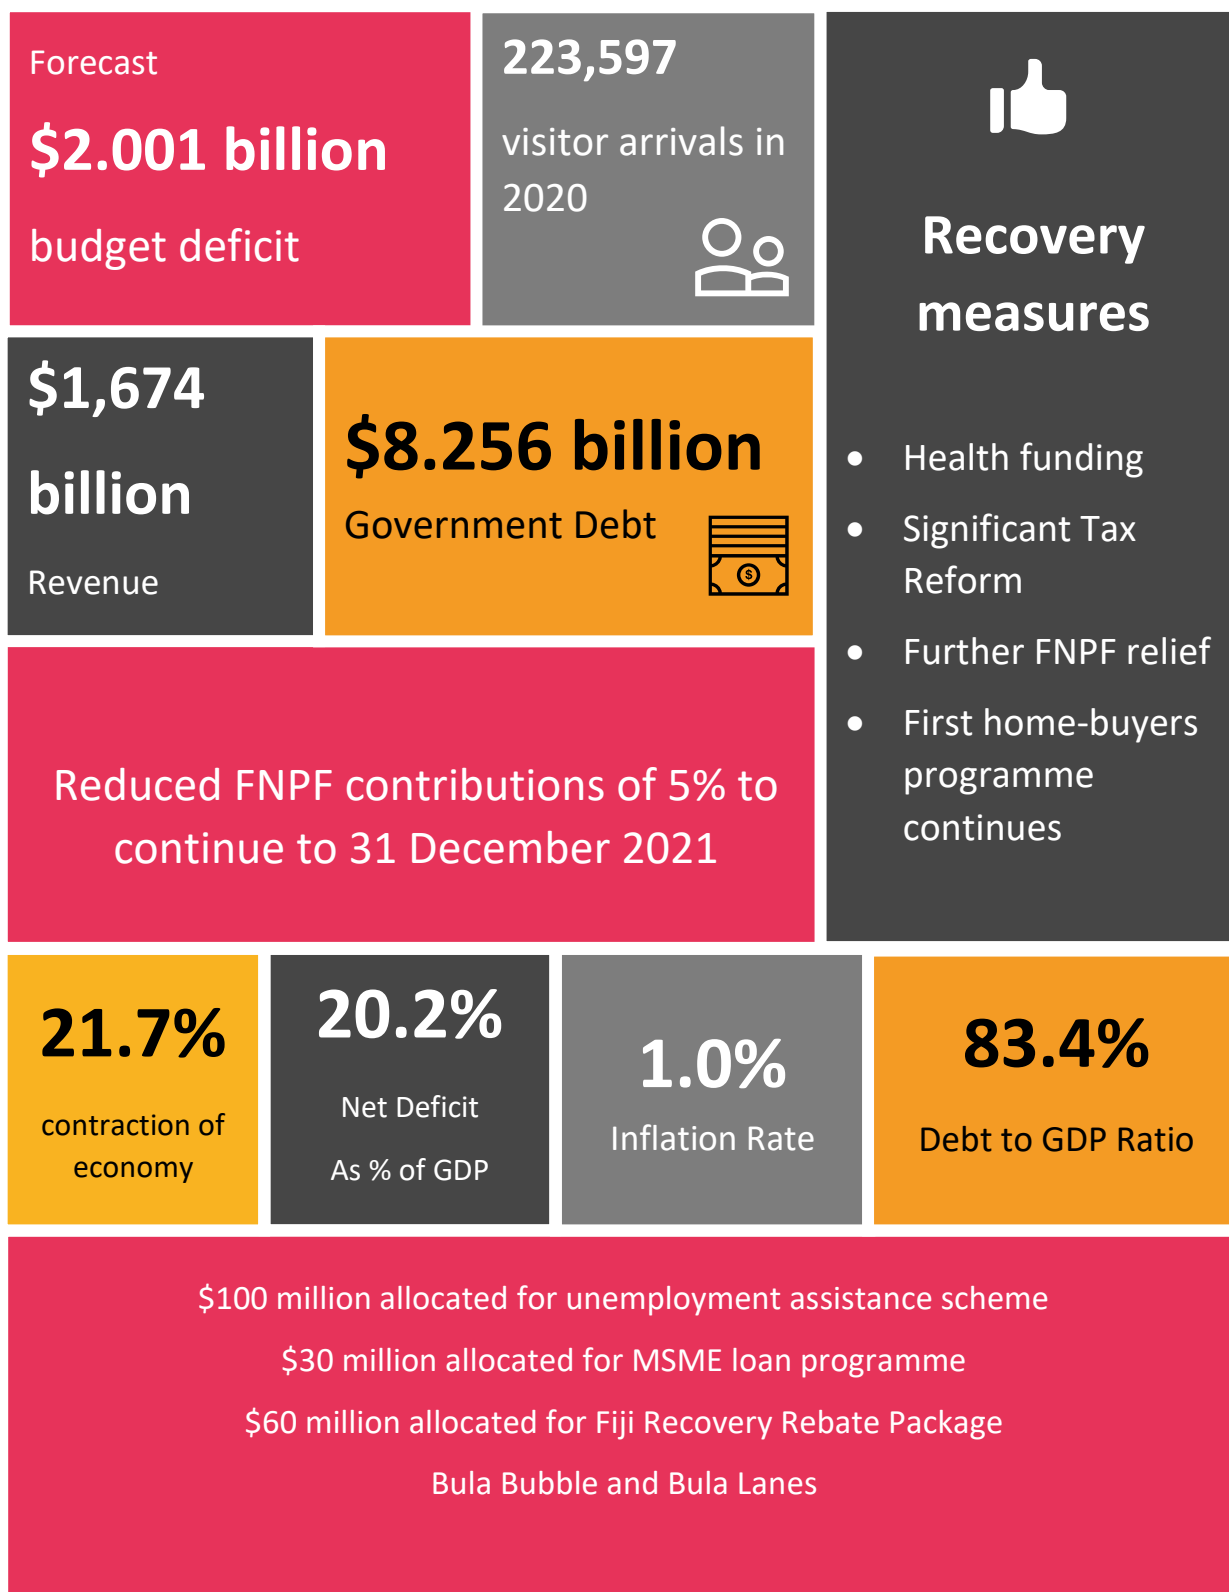 Forecast
$2.001 billion
budget deficit
223,597
visitor arrivals in
2020
Recovery
measures
• Health funding
• Significant Tax
Reform
• Further FNPF relief
• First home-buyers
programme
continues
$1,674
billion
Revenue
$8.256 billion
Government Debt
$
Reduced FNPF contributions of 5% to
continue to 31 December 2021
21.7%
contraction of
economy
20.2%
Net Deficit
As % of GDP
1.0%
Inflation Rate
83.4%
Debt to GDP Ratio
$100 million allocated for unemployment assistance scheme
$30 million allocated for MSME loan programme
$60 million allocated for Fiji Recovery Rebate Package
Bula Bubble and Bula Lanes